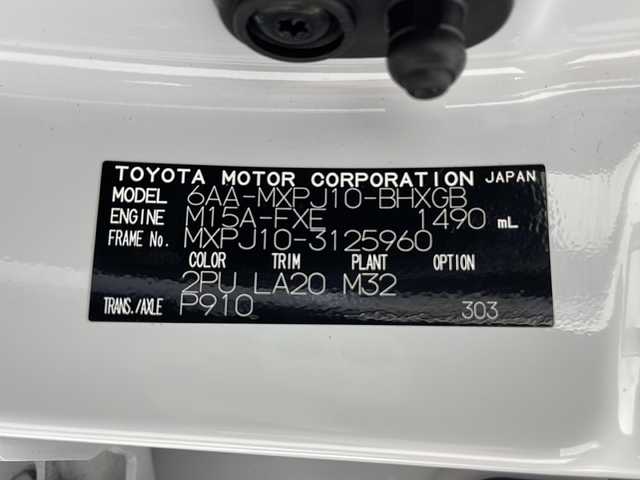 TOYOTA MOTOR CORPORATION JAPAN
MODEL 6AA-MXPJ10-BHXGB
ENGINE M15A-FXE 1490 mL
FRAME No. MXPJ10-3125960
COLOR TRIM PLANT OPTION
2PU LA20 M32
TRANS./AXLE P910 303